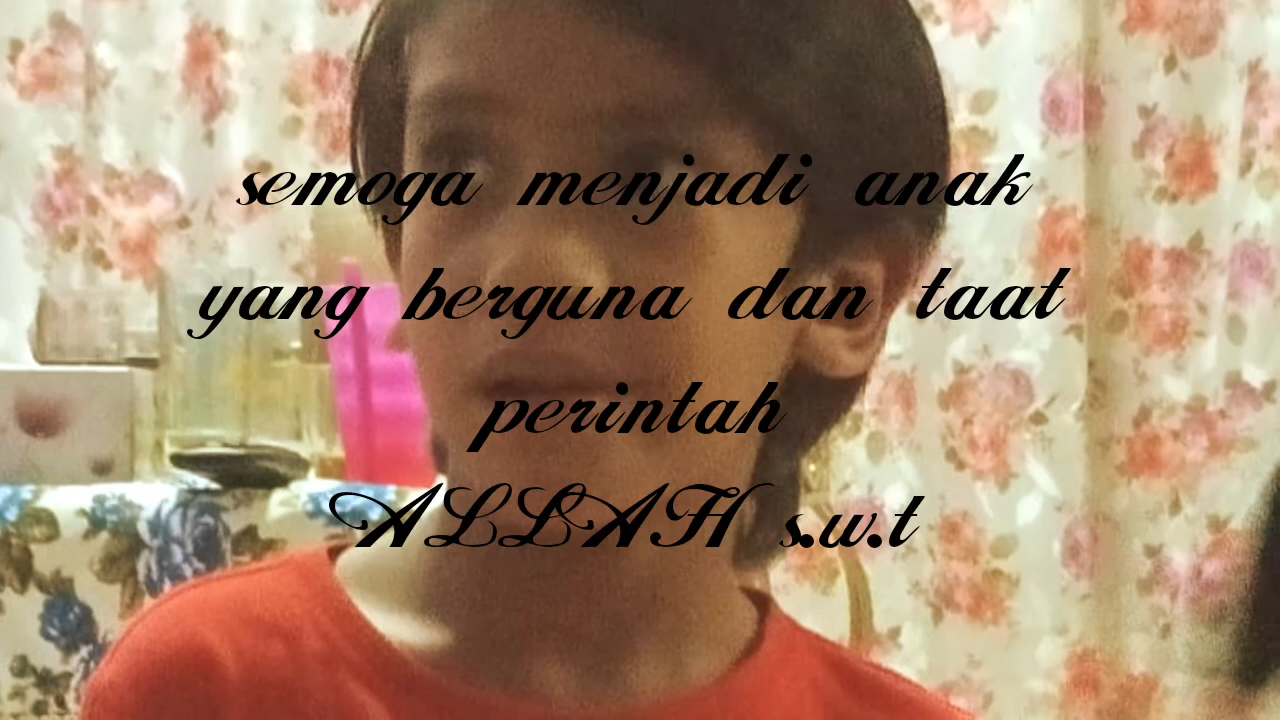 semoga menjadi anak
yang berguna dan taat
perintah
ALLAH s.w.t